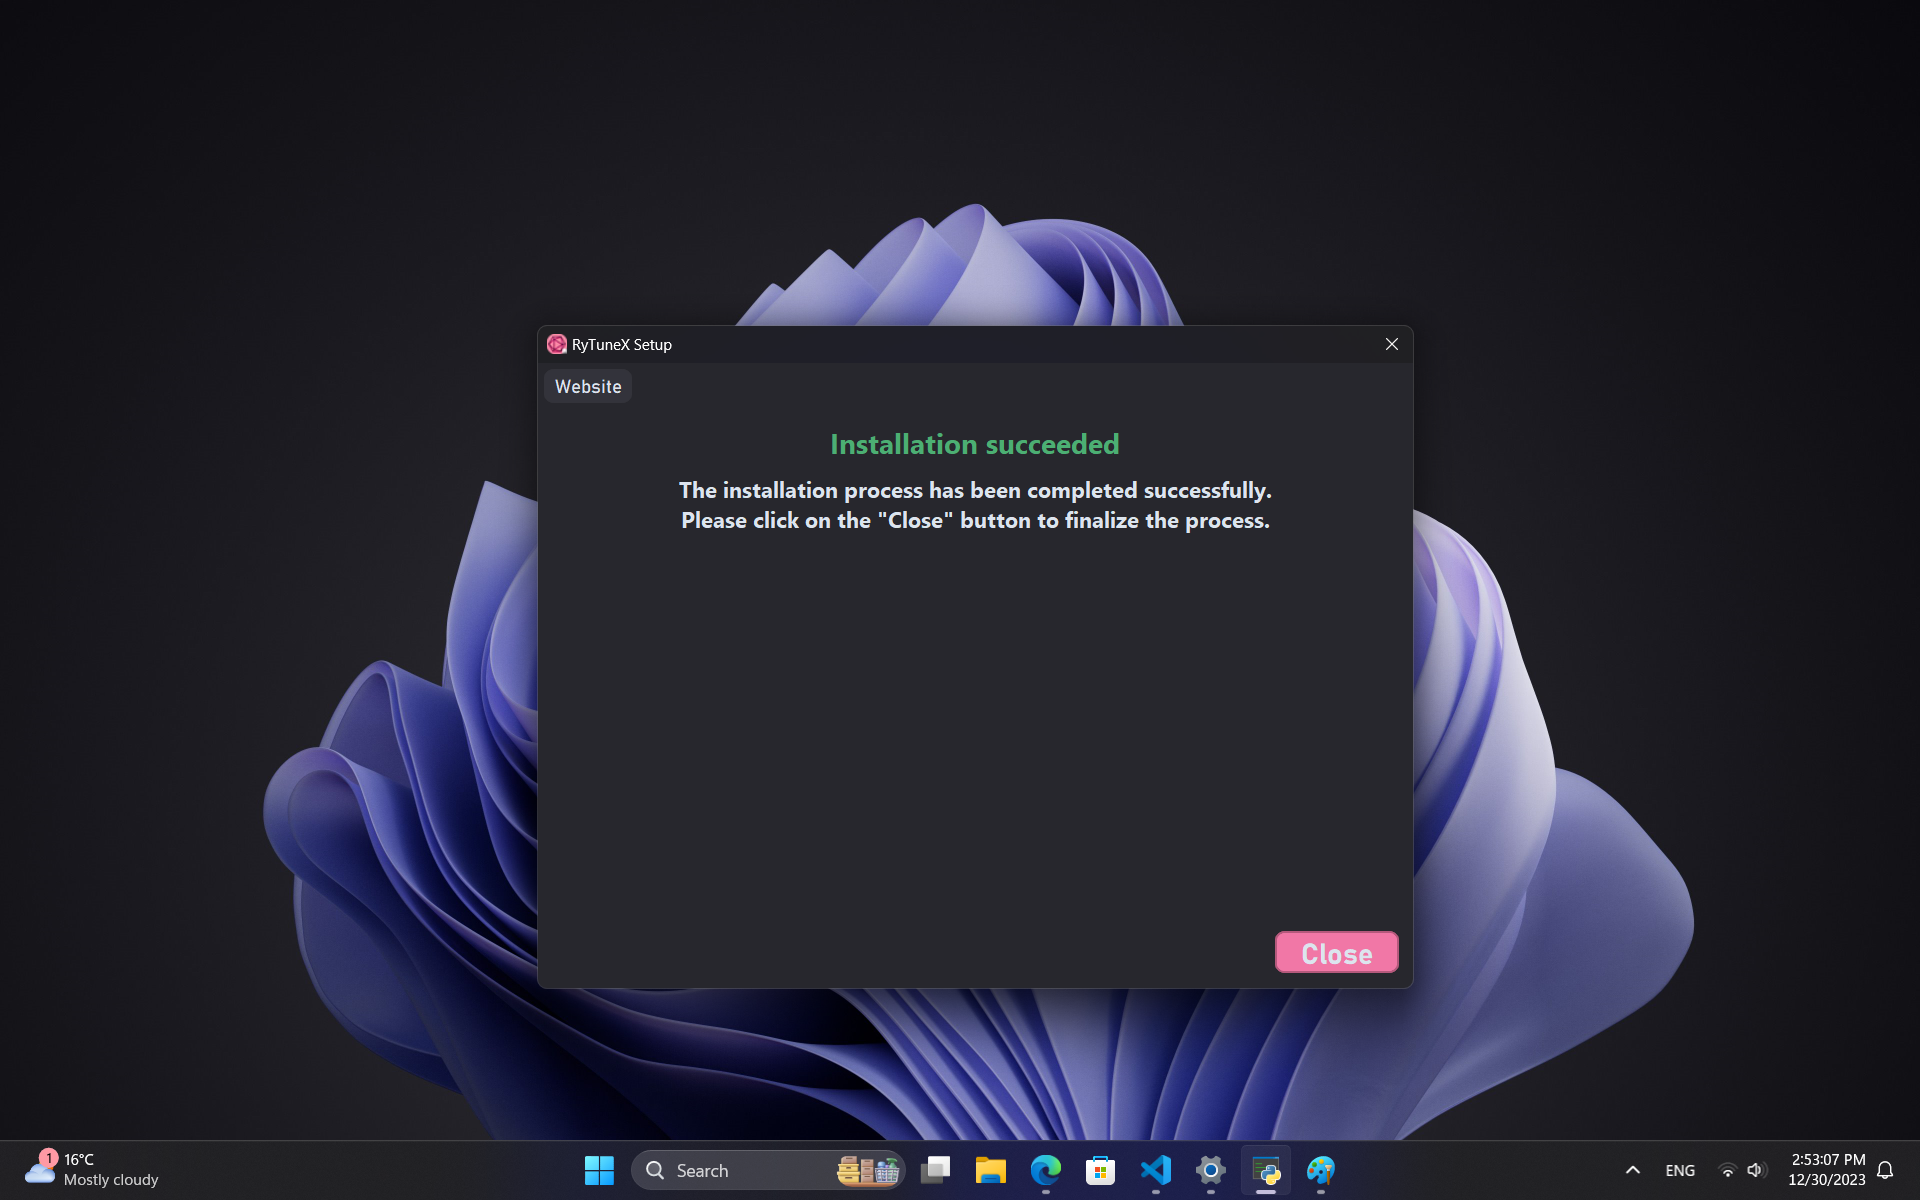 RyTuneX Setup
Website
Installation succeeded
The installation process has been completed successfully.
Please click on the "Close" button to finalize the process.
Close
1
16°C
Mostly cloudy
Search
ENG
2:53:07 PM
12/30/2023